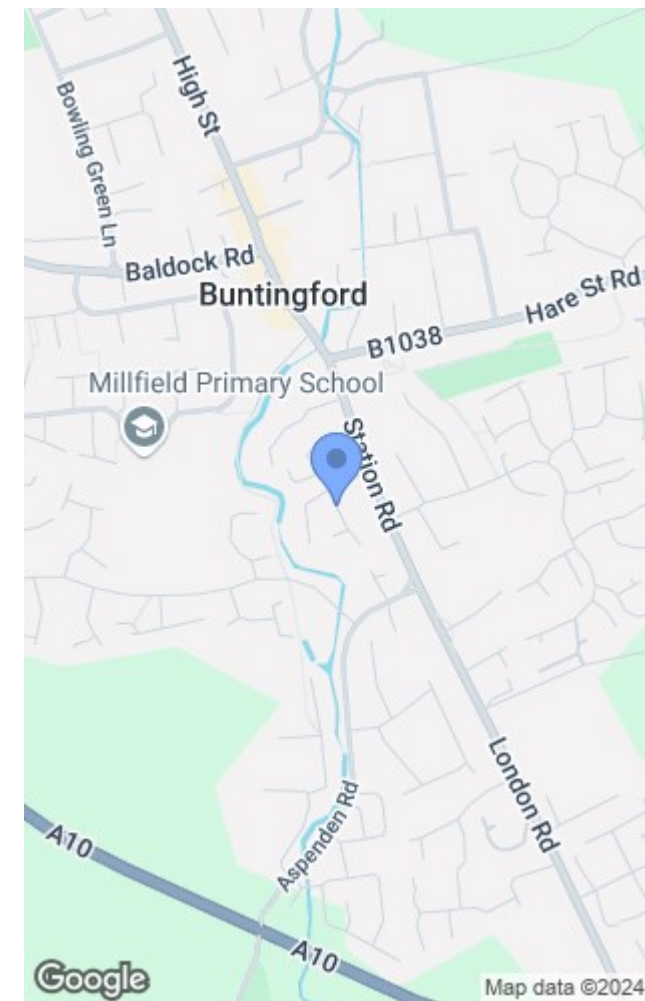 High St
Bowling Green Ln
Baldock Rd
Buntingford
Hare St Rd
B1038
Millfield Primary School
Station Rd
London Rd
Aspenden Rd
A10
A10
Google
Map data ©2024